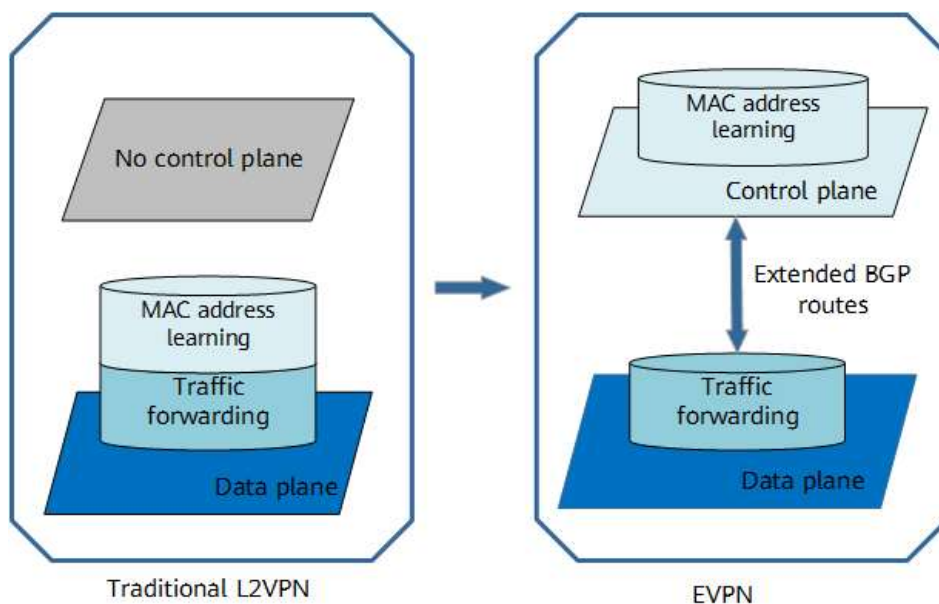 No control plane
MAC address
learning
Traffic
forwarding
Data plane
Traditional L2VPN
MAC address
learning
Control plane
Extended BGP
routes
Traffic
forwarding
Data plane
EVPN